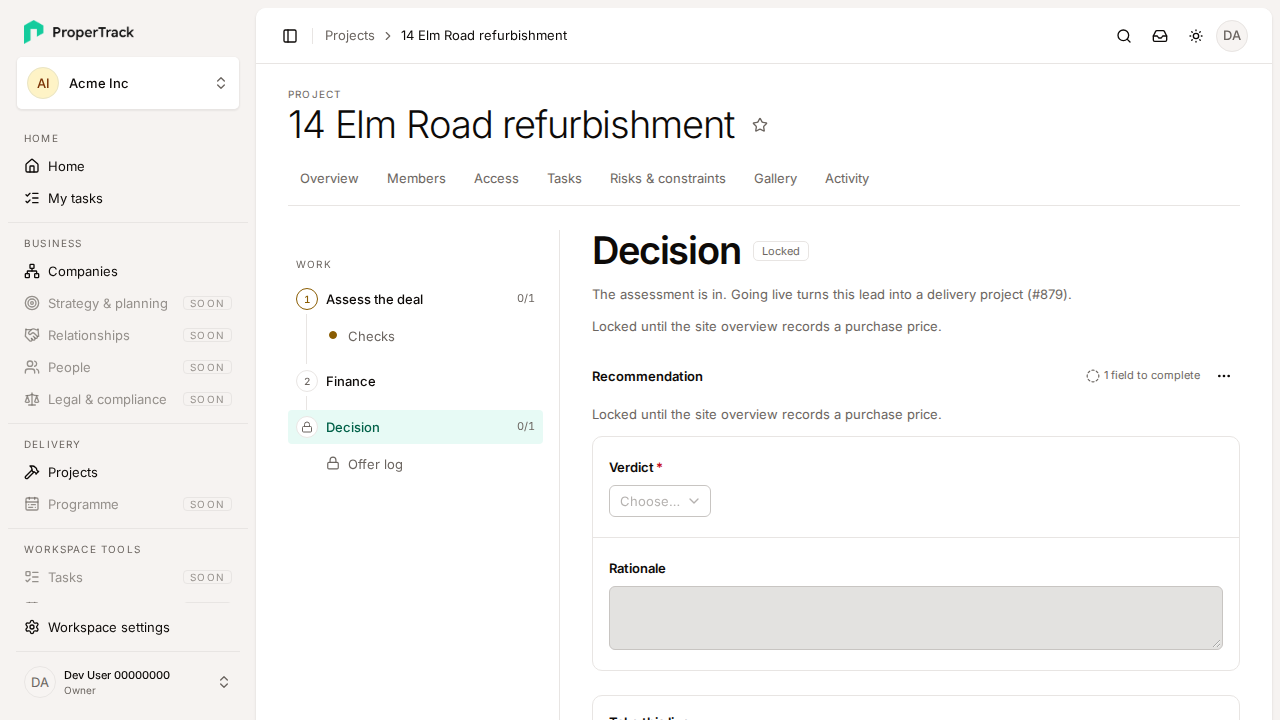 ProperTrack
AI
Acme Inc
HOME
Home
My tasks
BUSINESS
Companies
Strategy & planning SOON
Relationships SOON
People SOON
Legal & compliance SOON
DELIVERY
Projects
Programme SOON
WORKSPACE TOOLS
Tasks SOON
Workspace settings
DA
Dev User 00000000
Owner
Projects > 14 Elm Road refurbishment
DA
PROJECT
14 Elm Road refurbishment
Overview Members Access Tasks Risks & constraints Gallery Activity
WORK
1 Assess the deal 0/1
Checks
2 Finance
Decision 0/1
Offer log
Decision Locked
The assessment is in. Going live turns this lead into a delivery project (#879).
Locked until the site overview records a purchase price.
Recommendation 1 field to complete
Locked until the site overview records a purchase price.
Verdict *
Choose...
Rationale